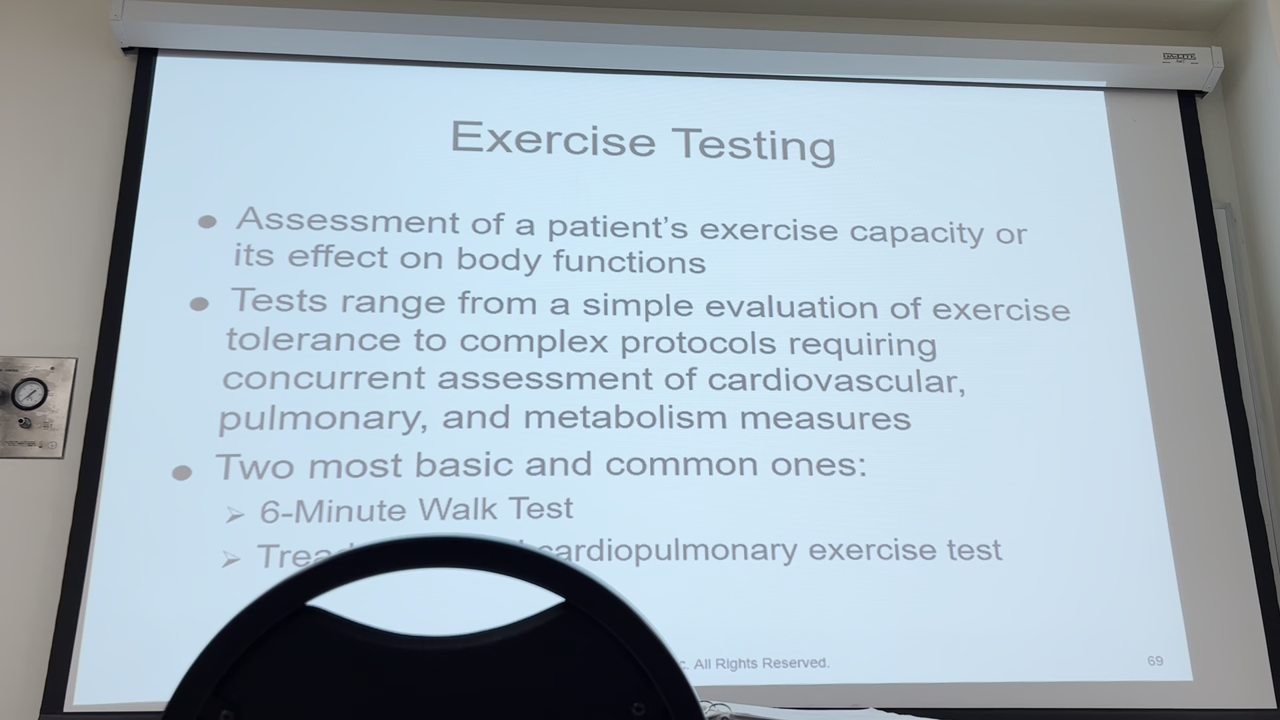 Exercise Testing
● Assessment of a patient's exercise capacity or
its effect on body functions
● Tests range from a simple evaluation of exercise
tolerance to complex protocols requiring
concurrent assessment of cardiovascular,
pulmonary, and metabolism measures
● Two most basic and common ones:
➢ 6-Minute Walk Test
➢ cardiopulmonary exercise test
All Rights Reserved.
69